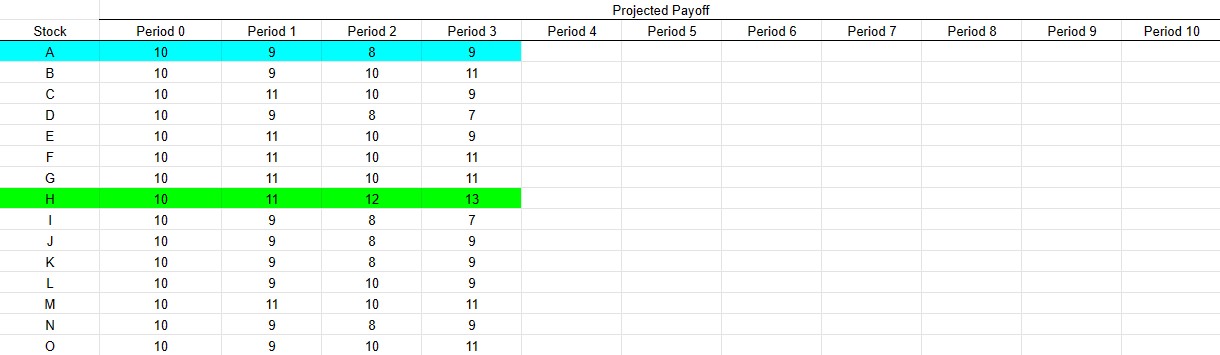 Projected Payoff
Stock Period 0 Period 1 Period 2 Period 3 Period 4 Period 5 Period 6 Period 7 Period 8 Period 9 Period 10
A 10 9 8 9
B 10 9 10 11
C 10 11 10 9
D 10 9 8 7
E 10 11 10 9
F 10 11 10 11
G 10 11 10 11
H 10 11 12 13
I 10 9 8 7
J 10 9 8 9
K 10 9 8 9
L 10 9 10 9
M 10 11 10 11
N 10 9 8 9
O 10 9 10 11